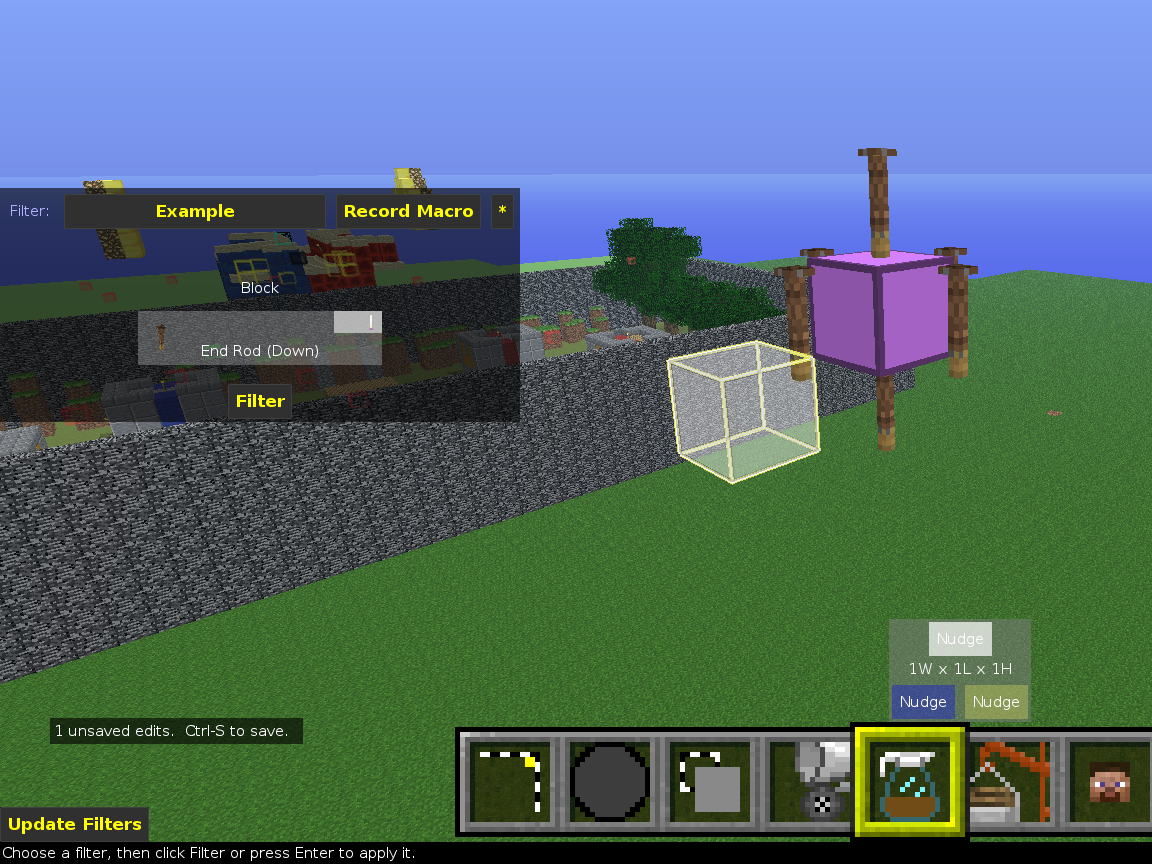 Filter:
Example
Record Macro
*
Block
!
End Rod (Down)
Filter
Nudge
1W x 1L x 1H
Nudge
Nudge
1 unsaved edits.  Ctrl-S to save.
Update Filters
Choose a filter, then click Filter or press Enter to apply it.